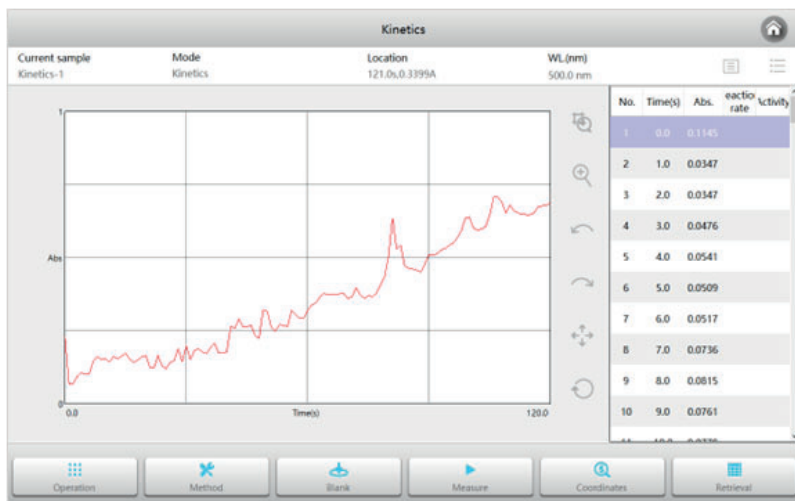 Kinetics
Current sample Mode Location WL.(nm)
Kinetics-1 Kinetics 121.0s,0.3399A 500.0 nm
No. Time(s) Abs. eactio rate Activity
1 0.0 0.1145
2 1.0 0.0347
3 2.0 0.0347
4 3.0 0.0476
5 4.0 0.0541
6 5.0 0.0509
7 6.0 0.0517
8 7.0 0.0736
9 8.0 0.0815
10 9.0 0.0761
1
Abs
0
0.0 Time(s) 120.0
Operation Method Blank Measure Coordinates Retrieval